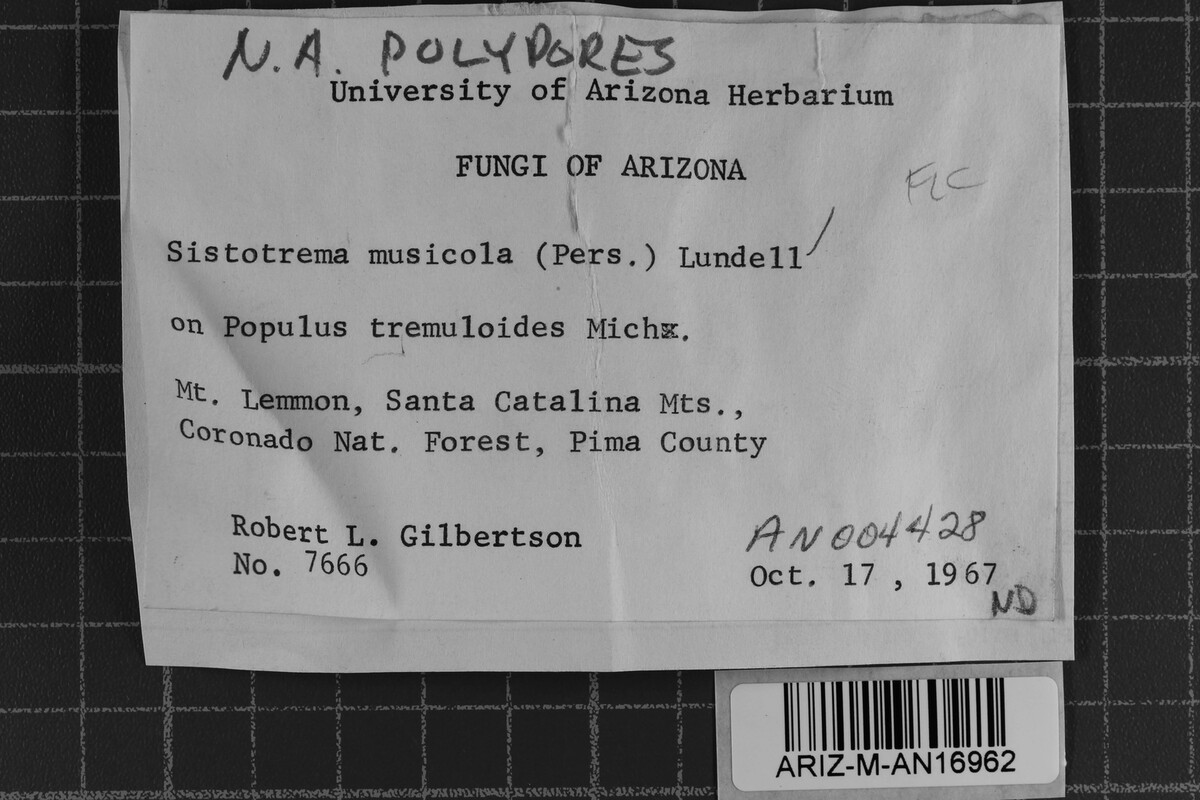 N.A. POLYPORES
University of Arizona Herbarium
FUNGI OF ARIZONA
FLC
Sistotrema musicola (Pers.) Lundell
on Populus tremuloides Michx.
Mt. Lemmon, Santa Catalina Mts.,
Coronado Nat. Forest, Pima County
Robert L. Gilbertson
No. 7666
AN004428
Oct. 17, 1967
ND
ARIZ-M-AN16962